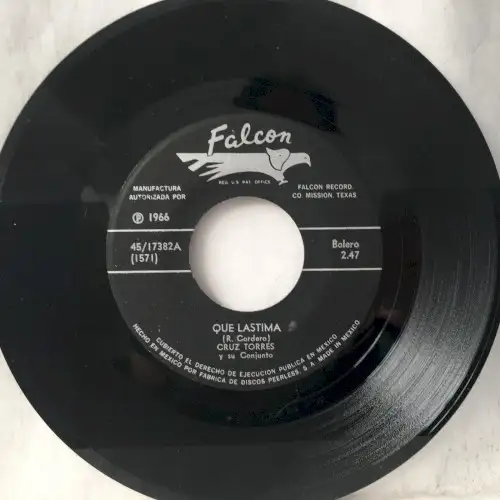 Falcon
REG. U.S. PAT. OFFICE
MANUFACTURA
AUTORIZADA POR
FALCON RECORD.
CO. MISSION, TEXAS
Ⓟ 1966
45/17382A
(1571)
Bolero
2.47
QUE LASTIMA
(R. Cordero)
CRUZ TORRES
y su Conjunto
CUBIERTO EL DERECHO DE EJECUCION PUBLICA EN MEXICO
HECHO EN MEXICO POR FABRICA DE DISCOS PEERLESS, S. A. MADE IN MEXICO